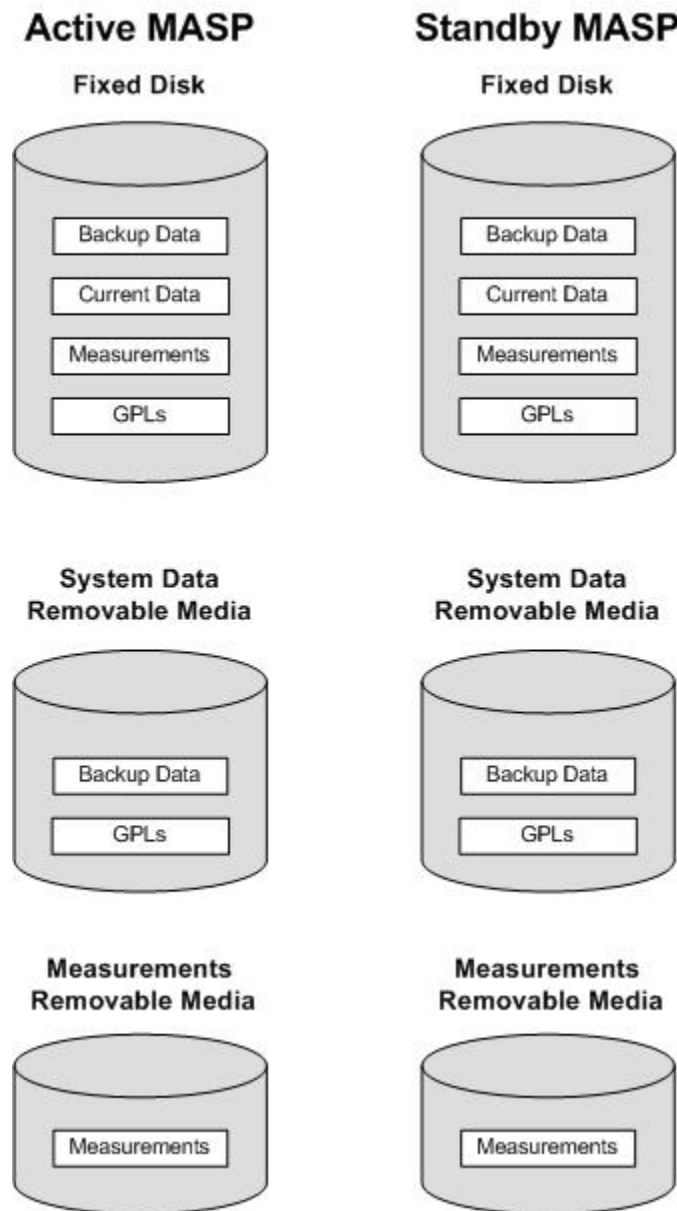 Active MASP
Standby MASP
Fixed Disk
Fixed Disk
Backup Data
Backup Data
Current Data
Current Data
Measurements
Measurements
GPLs
GPLs
System Data
Removable Media
System Data
Removable Media
Backup Data
Backup Data
GPLs
GPLs
Measurements
Removable Media
Measurements
Removable Media
Measurements
Measurements